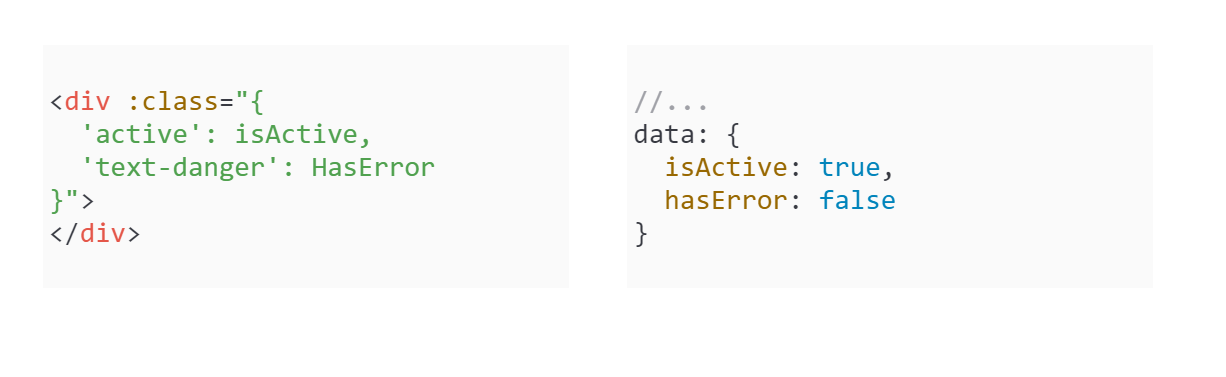 <div :class="{
  'active': isActive,
  'text-danger': HasError
}">
</div>
//...
data: {
  isActive: true,
  hasError: false
}